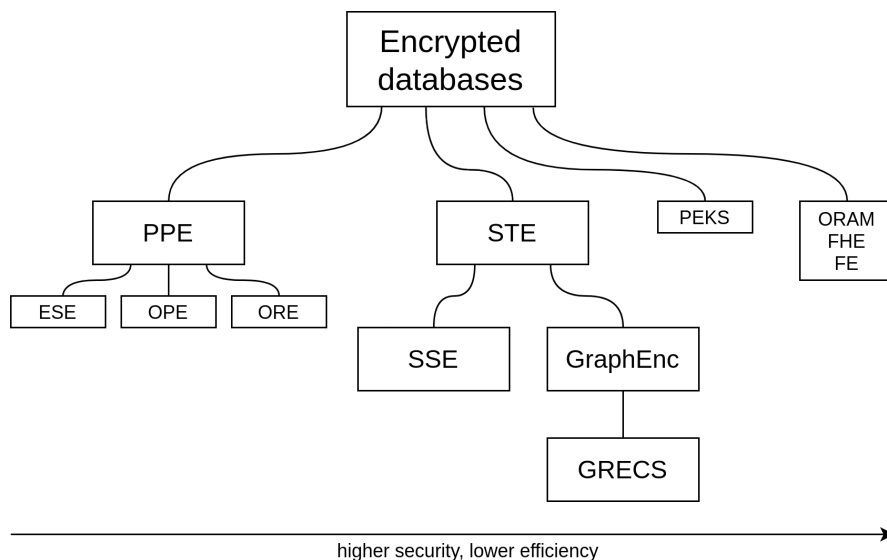 Encrypted
databases
PPE
STE
PEKS
ORAM
FHE
FE
ESE
OPE
ORE
SSE
GraphEnc
GRECS
higher security, lower efficiency